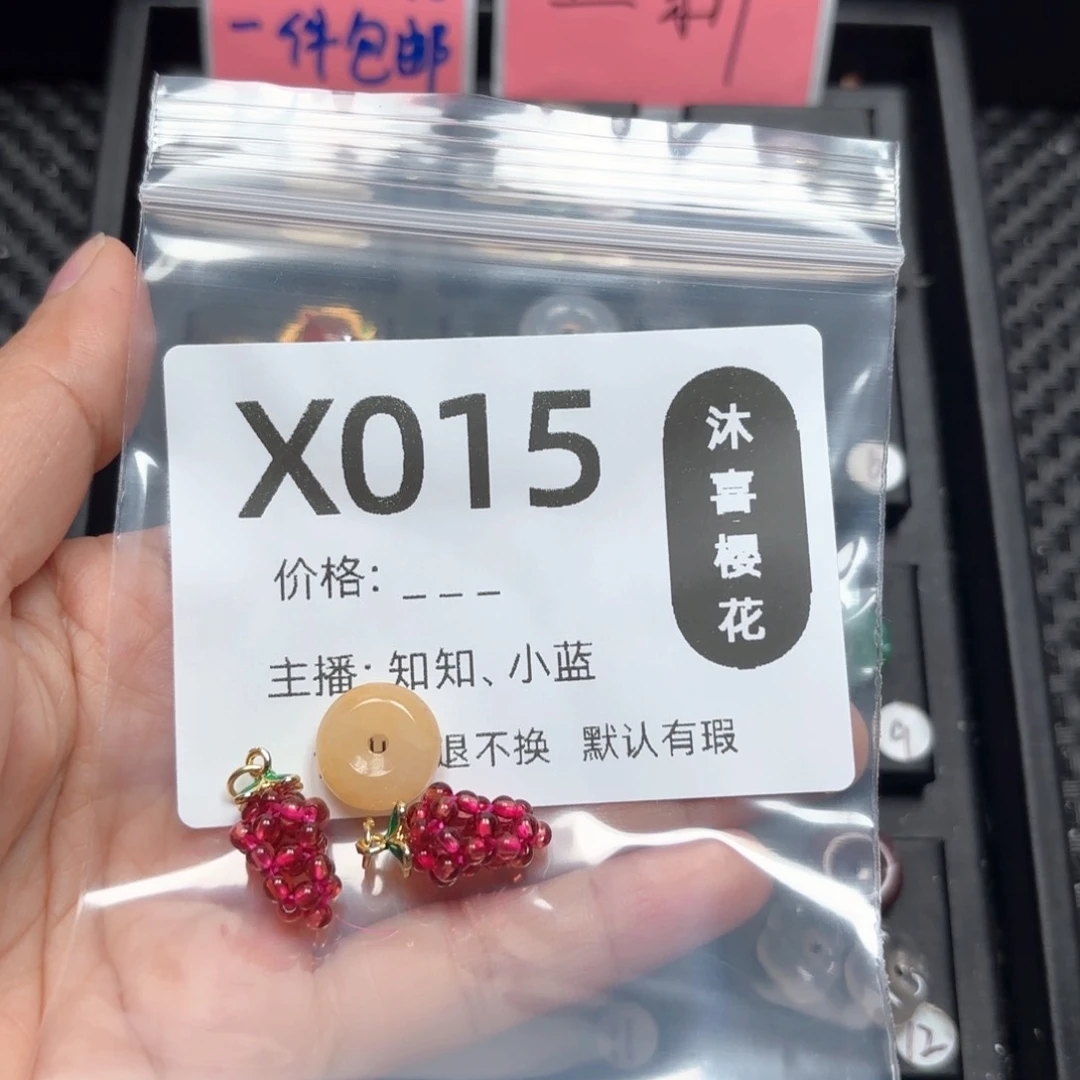 一件包邮
X015
沐喜樱花
价格: _ _ _
主播: 知知、小蓝
退不换 默认有瑕
9
12